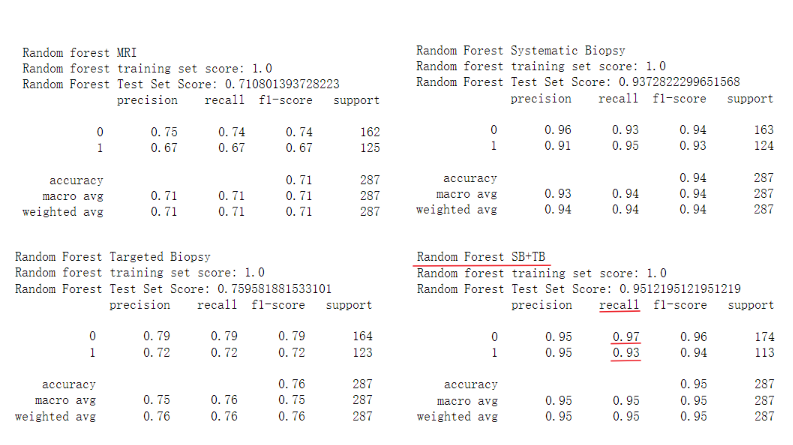 Random forest MRI
Random forest training set score: 1.0
Random Forest Test Set Score: 0.710801393728223
precision recall f1-score support
0 0.75 0.74 0.74 162
1 0.67 0.67 0.67 125
accuracy 0.71 287
macro avg 0.71 0.71 0.71 287
weighted avg 0.71 0.71 0.71 287
Random Forest Systematic Biopsy
Random forest training set score: 1.0
Random Forest Test Set Score: 0.9372822299651568
precision recall f1-score support
0 0.96 0.93 0.94 163
1 0.91 0.95 0.93 124
accuracy 0.94 287
macro avg 0.93 0.94 0.94 287
weighted avg 0.94 0.94 0.94 287
Random Forest Targeted Biopsy
Random forest training set score: 1.0
Random Forest Test Set Score: 0.759581881533101
precision recall f1-score support
0 0.79 0.79 0.79 164
1 0.72 0.72 0.72 123
accuracy 0.76 287
macro avg 0.75 0.76 0.75 287
weighted avg 0.76 0.76 0.76 287
Random Forest SB+TB
Random forest training set score: 1.0
Random Forest Test Set Score: 0.9512195121951219
precision recall f1-score support
0 0.95 0.97 0.96 174
1 0.95 0.93 0.94 113
accuracy 0.95 287
macro avg 0.95 0.95 0.95 287
weighted avg 0.95 0.95 0.95 287